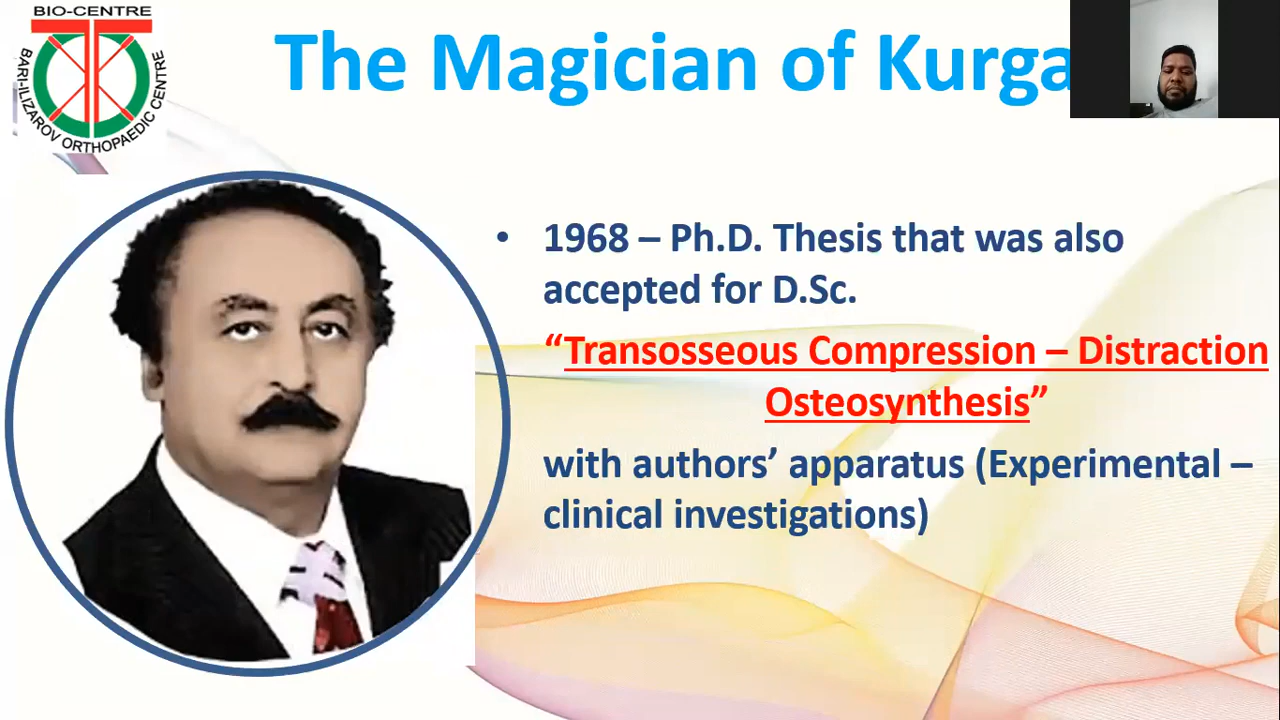 BIO-CENTRE
BARI-ILIZAROV ORTHOPAEDIC CENTRE
The Magician of Kurga
• 1968 – Ph.D. Thesis that was also
accepted for D.Sc.
“Transosseous Compression – Distraction
Osteosynthesis”
with authors’ apparatus (Experimental –
clinical investigations)